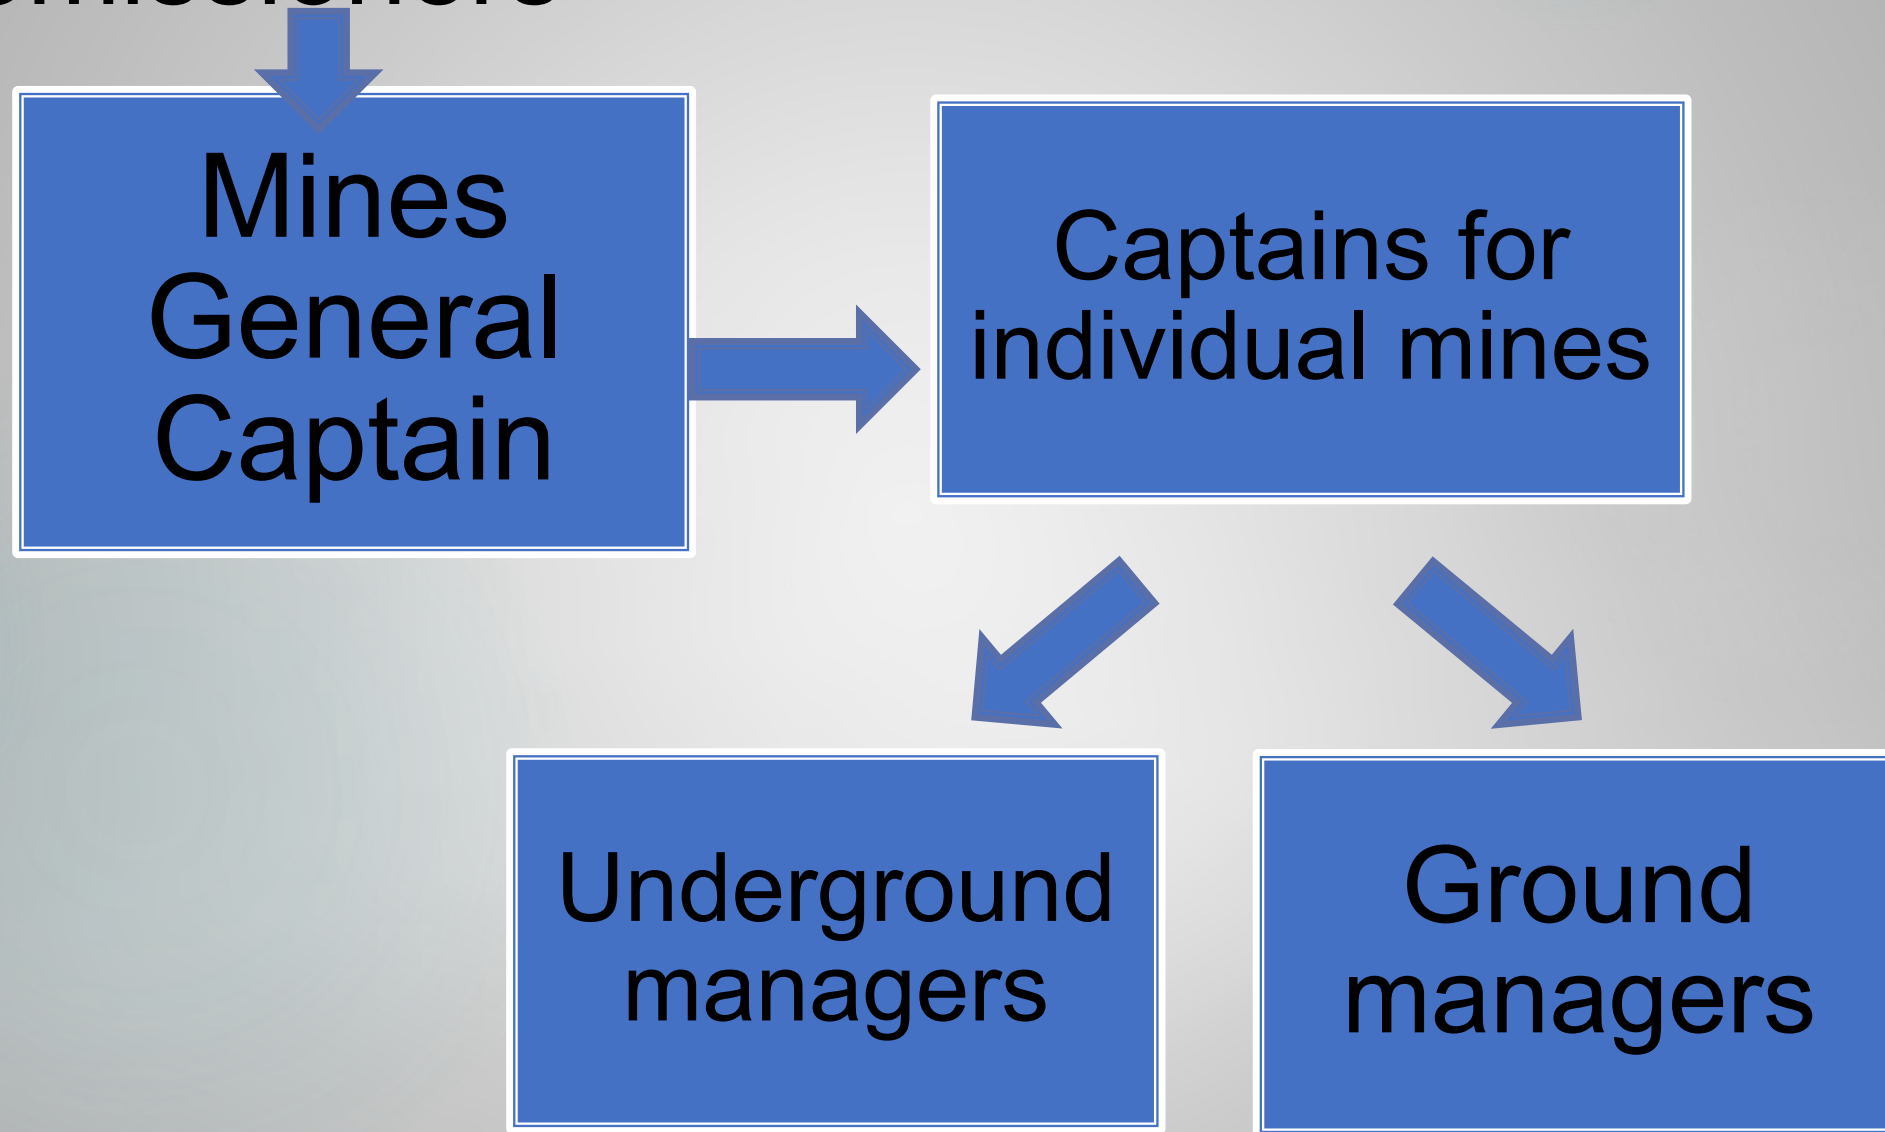 Mines
General
Captain
Captains for
individual mines
Underground
managers
Ground
managers